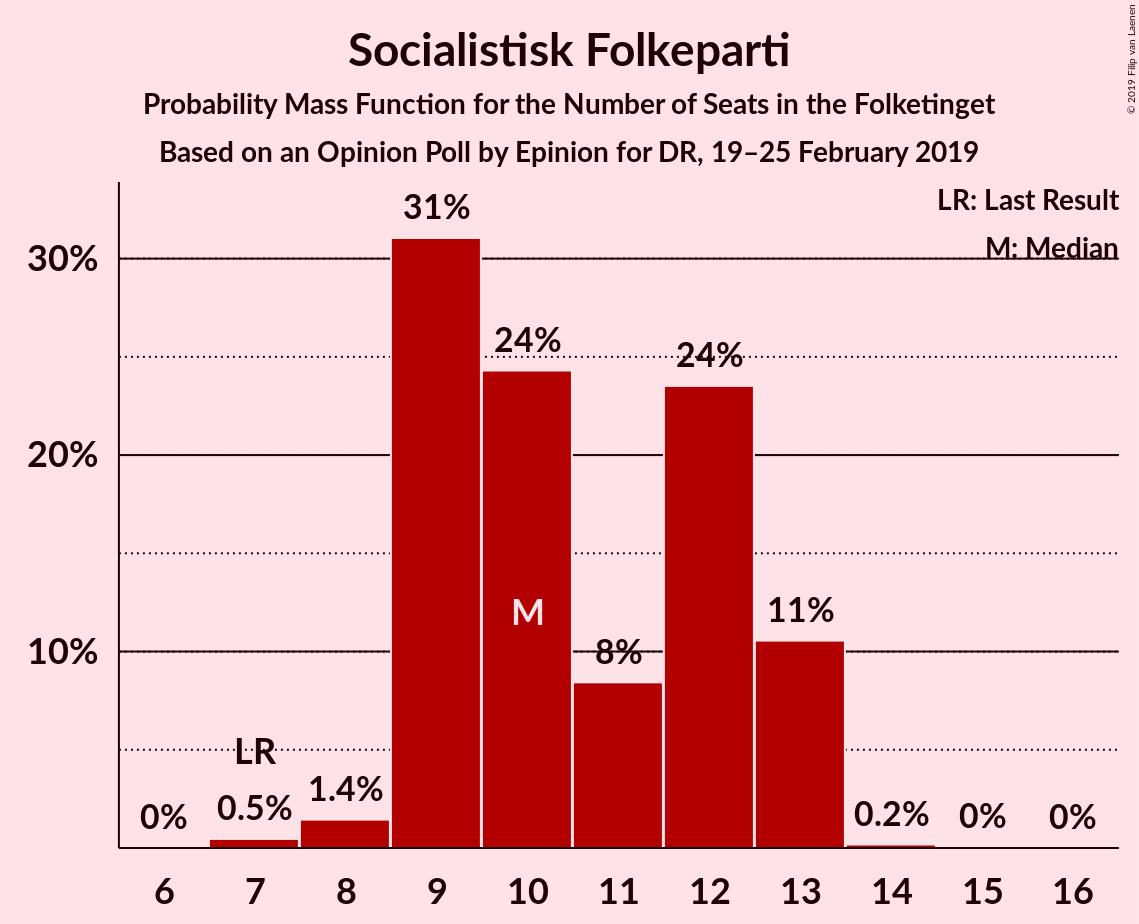 Socialistisk Folkeparti
Probability Mass Function for the Number of Seats in the Folketinget
Based on an Opinion Poll by Epinion for DR, 19–25 February 2019
© 2019 Filip van Laenen
LR: Last Result
M: Median
30%
20%
10%
0%
LR
0.5%
1.4%
31%
24%
M
8%
24%
11%
0.2%
0%
0%
6 7 8 9 10 11 12 13 14 15 16